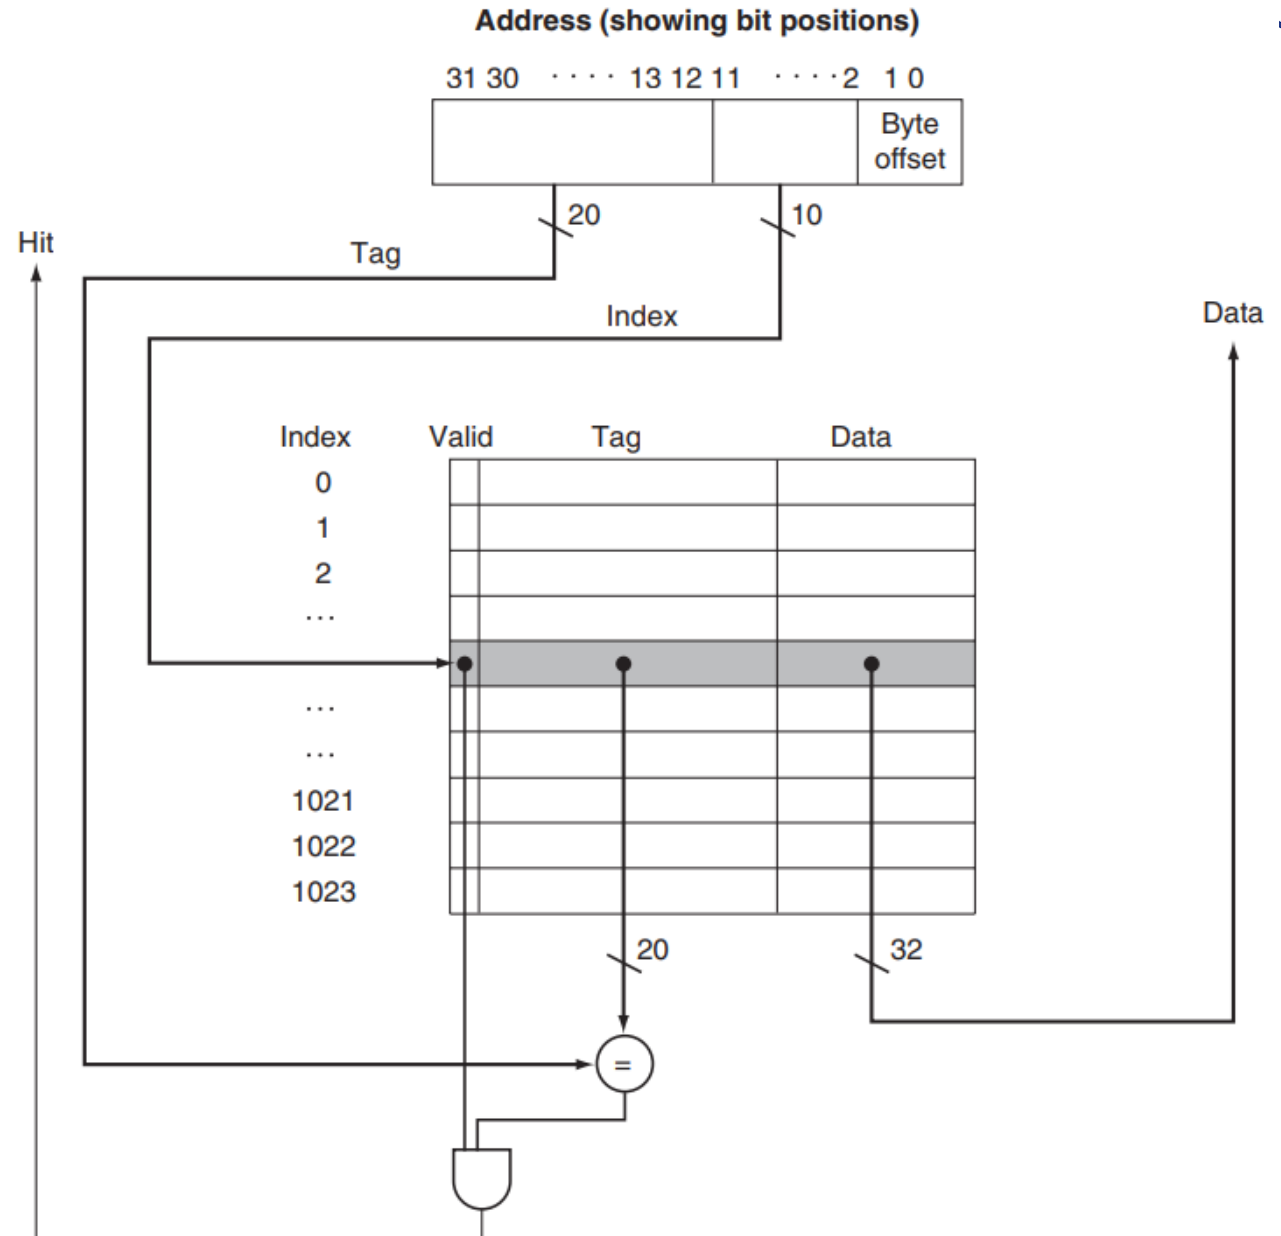 Address (showing bit positions)
31 30 · · · · 13 12 11 · · · · 2 1 0
Byte
offset
20
10
Hit
Tag
Index
Data
Index Valid Tag Data
0
1
2
...
...
...
1021
1022
1023
20
32
=